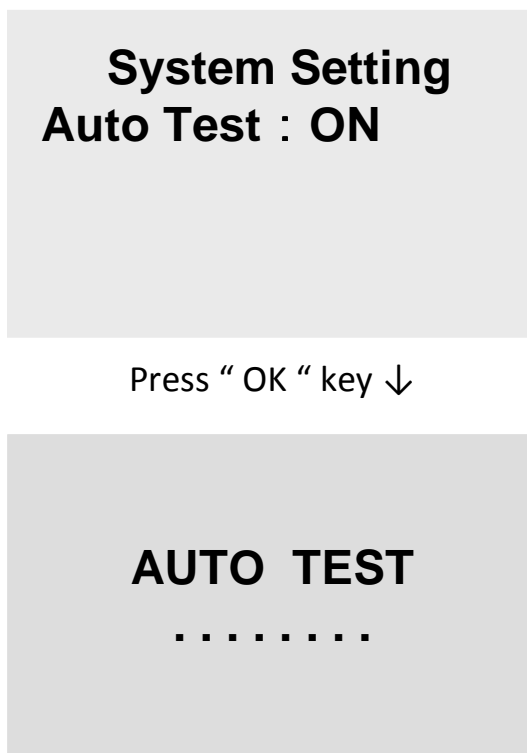 System Setting
Auto Test : ON
Press “ OK “ key ↓
AUTO TEST
........